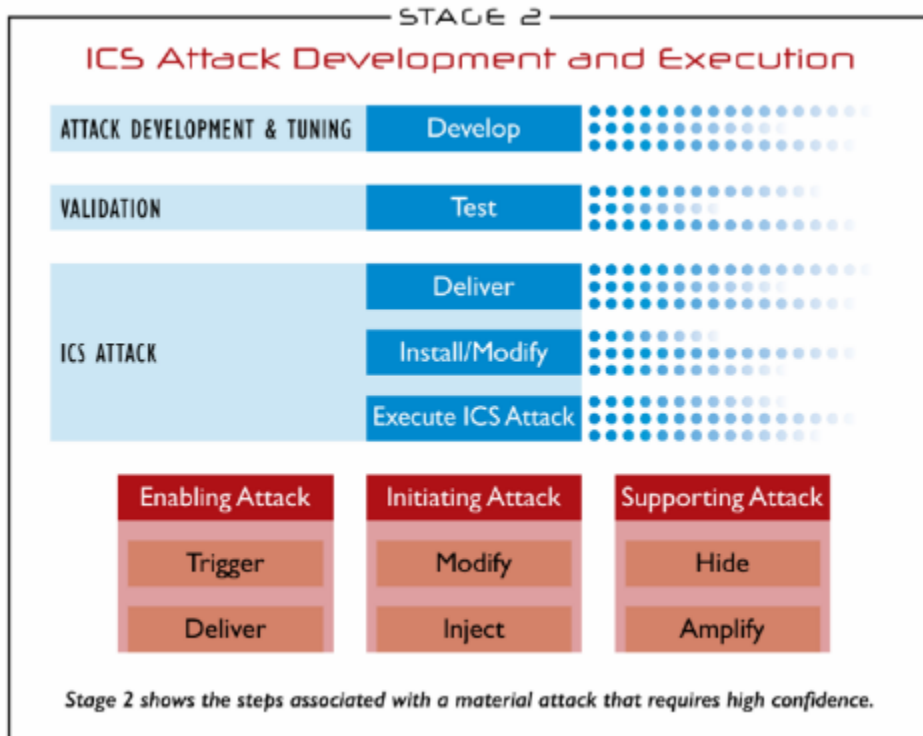 STAGE 2
ICS Attack Development and Execution
ATTACK DEVELOPMENT & TUNING
Develop
VALIDATION
Test
ICS ATTACK
Deliver
Install/Modify
Execute ICS Attack
Enabling Attack
Trigger
Deliver
Initiating Attack
Modify
Inject
Supporting Attack
Hide
Amplify
Stage 2 shows the steps associated with a material attack that requires high confidence.